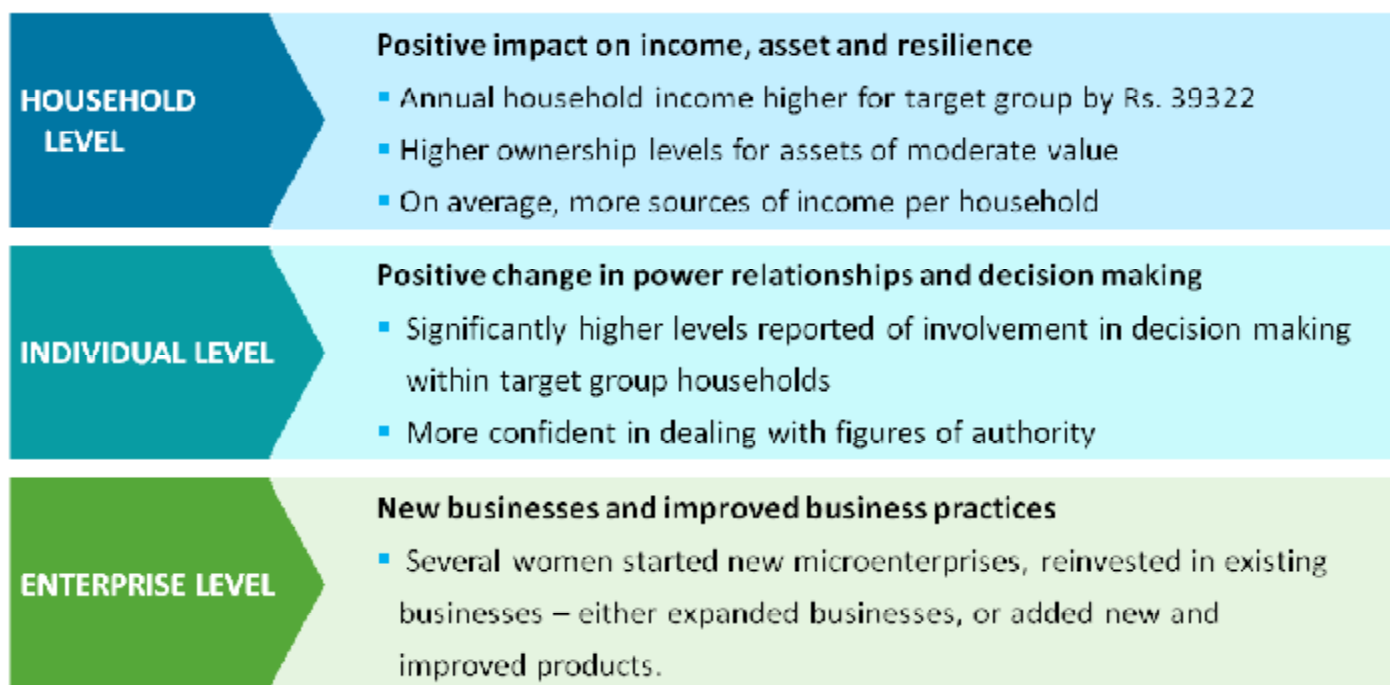 HOUSEHOLD
LEVEL
Positive impact on income, asset and resilience
▪ Annual household income higher for target group by Rs. 39322
▪ Higher ownership levels for assets of moderate value
▪ On average, more sources of income per household
INDIVIDUAL LEVEL
Positive change in power relationships and decision making
▪ Significantly higher levels reported of involvement in decision making
within target group households
▪ More confident in dealing with figures of authority
ENTERPRISE LEVEL
New businesses and improved business practices
▪ Several women started new microenterprises, reinvested in existing
businesses – either expanded businesses, or added new and
improved products.